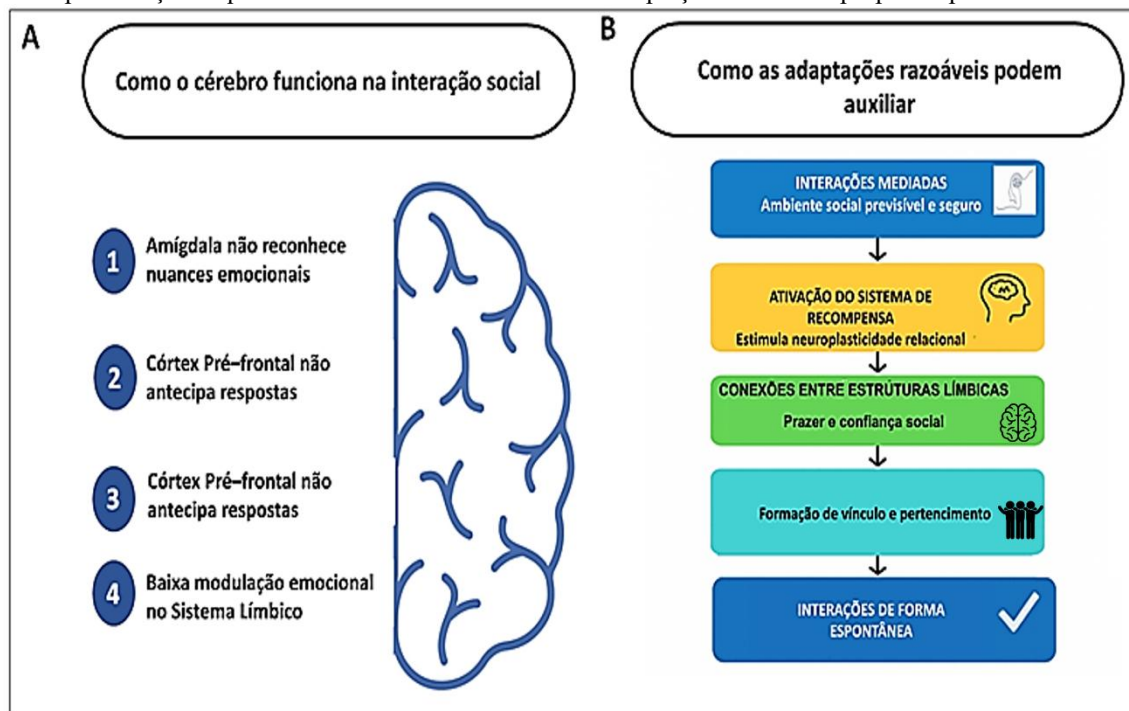 A
Como o cérebro funciona na interação social
1
Amígdala não reconhece
nuances emocionais
2
Córtex Pré–frontal não
antecipa respostas
3
Córtex Pré–frontal não
antecipa respostas
4
Baixa modulação emocional
no Sistema Límbico
B
Como as adaptações razoáveis podem
auxiliar
INTERAÇÕES MEDIADAS
Ambiente social previsível e seguro
ATIVAÇÃO DO SISTEMA DE
RECOMPENSA
Estimula neuroplasticidade relacional
CONEXÕES ENTRE ESTRÚTURAS LÍMBICAS
Prazer e confiança social
Formação de vínculo e pertencimento
INTERAÇÕES DE FORMA
ESPONTÂNEA